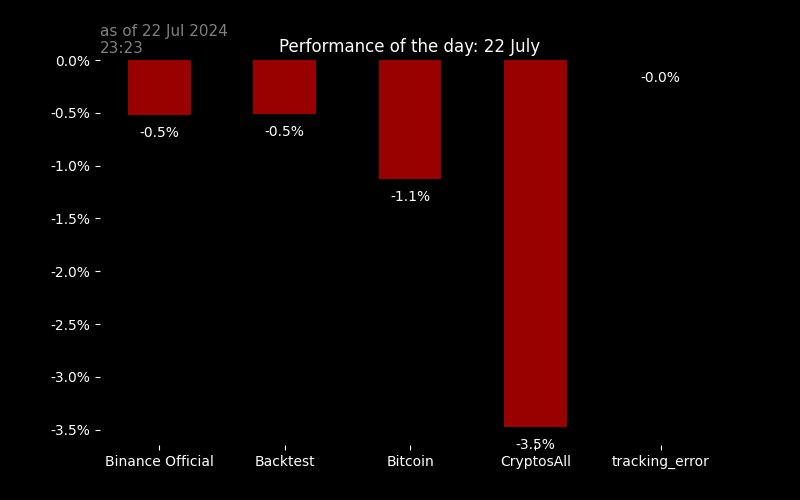 as of 22 Jul 2024
23:23
Performance of the day: 22 July
0.0%
-0.5%
-1.0%
-1.5%
-2.0%
-2.5%
-3.0%
-3.5%
-0.5%
-0.5%
-1.1%
-3.5%
-0.0%
Binance Official
Backtest
Bitcoin
CryptosAll
tracking_error